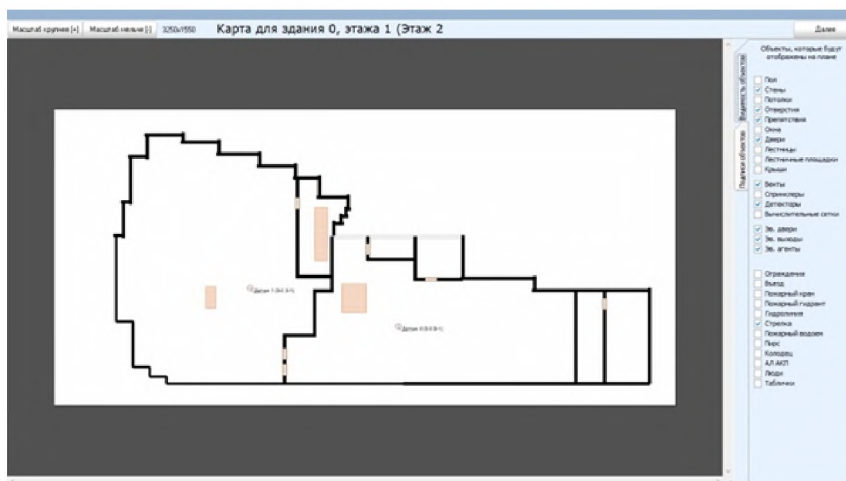 Масштаб крупнее [+]
Масштаб мельче [-]
3250x1550
Карта для здания 0, этажа 1 (Этаж 2
Далее
Видимость объектов
Подписи объектов
Объекты, которые будут
отображены на плане
Пол
Стены
Потолки
Отверстия
Препятствия
Окна
Двери
Лестницы
Лестничные площадки
Крыши
Венты
Спринклеры
Детекторы
Вычислительные сетки
Эв. двери
Эв. выходы
Эв. агенты
Ограждения
Въезд
Пожарный кран
Пожарный гидрант
Гидролиния
Стрелка
Пожарный водоем
Пирс
Колодец
АЛ АКП
Люди
Таблички